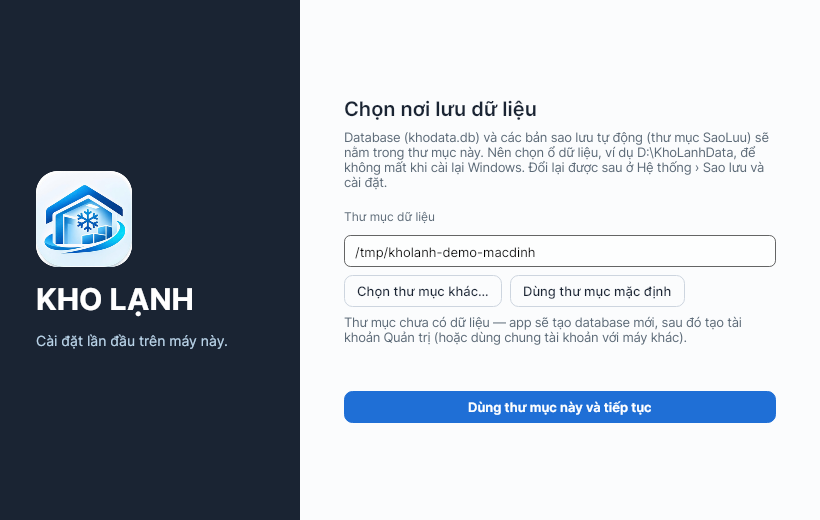 KHO LẠNH
Cài đặt lần đầu trên máy này.
Chọn nơi lưu dữ liệu
Database (khodata.db) và các bản sao lưu tự động (thư mục SaoLuu) sẽ
nằm trong thư mục này. Nên chọn ổ dữ liệu, ví dụ D:\KhoLanhData, để
không mất khi cài lại Windows. Đổi lại được sau ở Hệ thống › Sao lưu và
cài đặt.
Thư mục dữ liệu
/tmp/kholanh-demo-macdinh
Chọn thư mục khác...
Dùng thư mục mặc định
Thư mục chưa có dữ liệu — app sẽ tạo database mới, sau đó tạo tài
khoản Quản trị (hoặc dùng chung tài khoản với máy khác).
Dùng thư mục này và tiếp tục